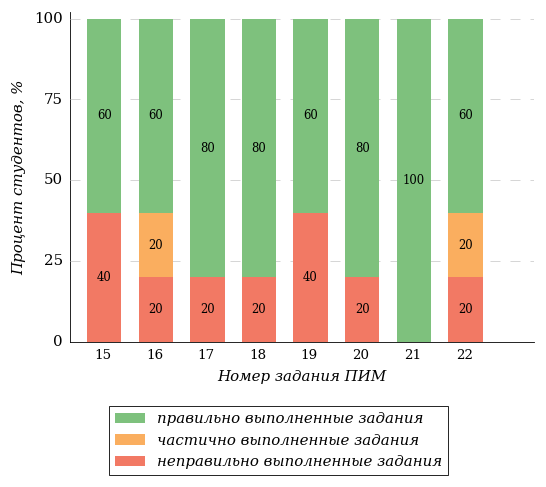 100
75
50
25
0
Процент студентов, %
60 60 80 80 60 80 100 60
20 20
40 20 20 20 40 20 20
15 16 17 18 19 20 21 22
Номер задания ПИМ
правильно выполненные задания
частично выполненные задания
неправильно выполненные задания